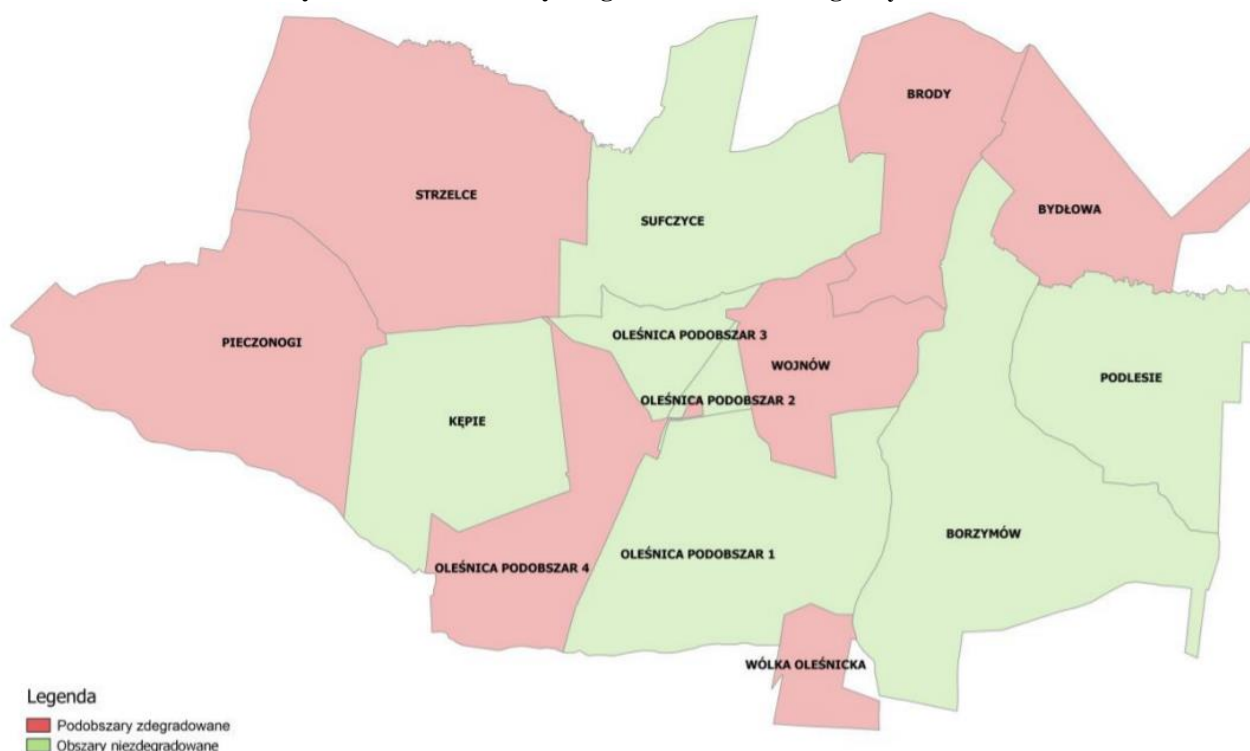 BRODY
STRZELCE
BYDŁOWA
SUFCZYCE
OLEŚNICA PODOBSZAR 3
PIECZONOGI
WOJNÓW
PODLESIE
OLEŚNICA PODOBSZAR 2
KĘPIE
BORZYMÓW
OLEŚNICA PODOBSZAR 1
OLEŚNICA PODOBSZAR 4
WÓLKA OLEŚNICKA
Legenda
Podobszary zdegradowane
Obszary niezdegradowane